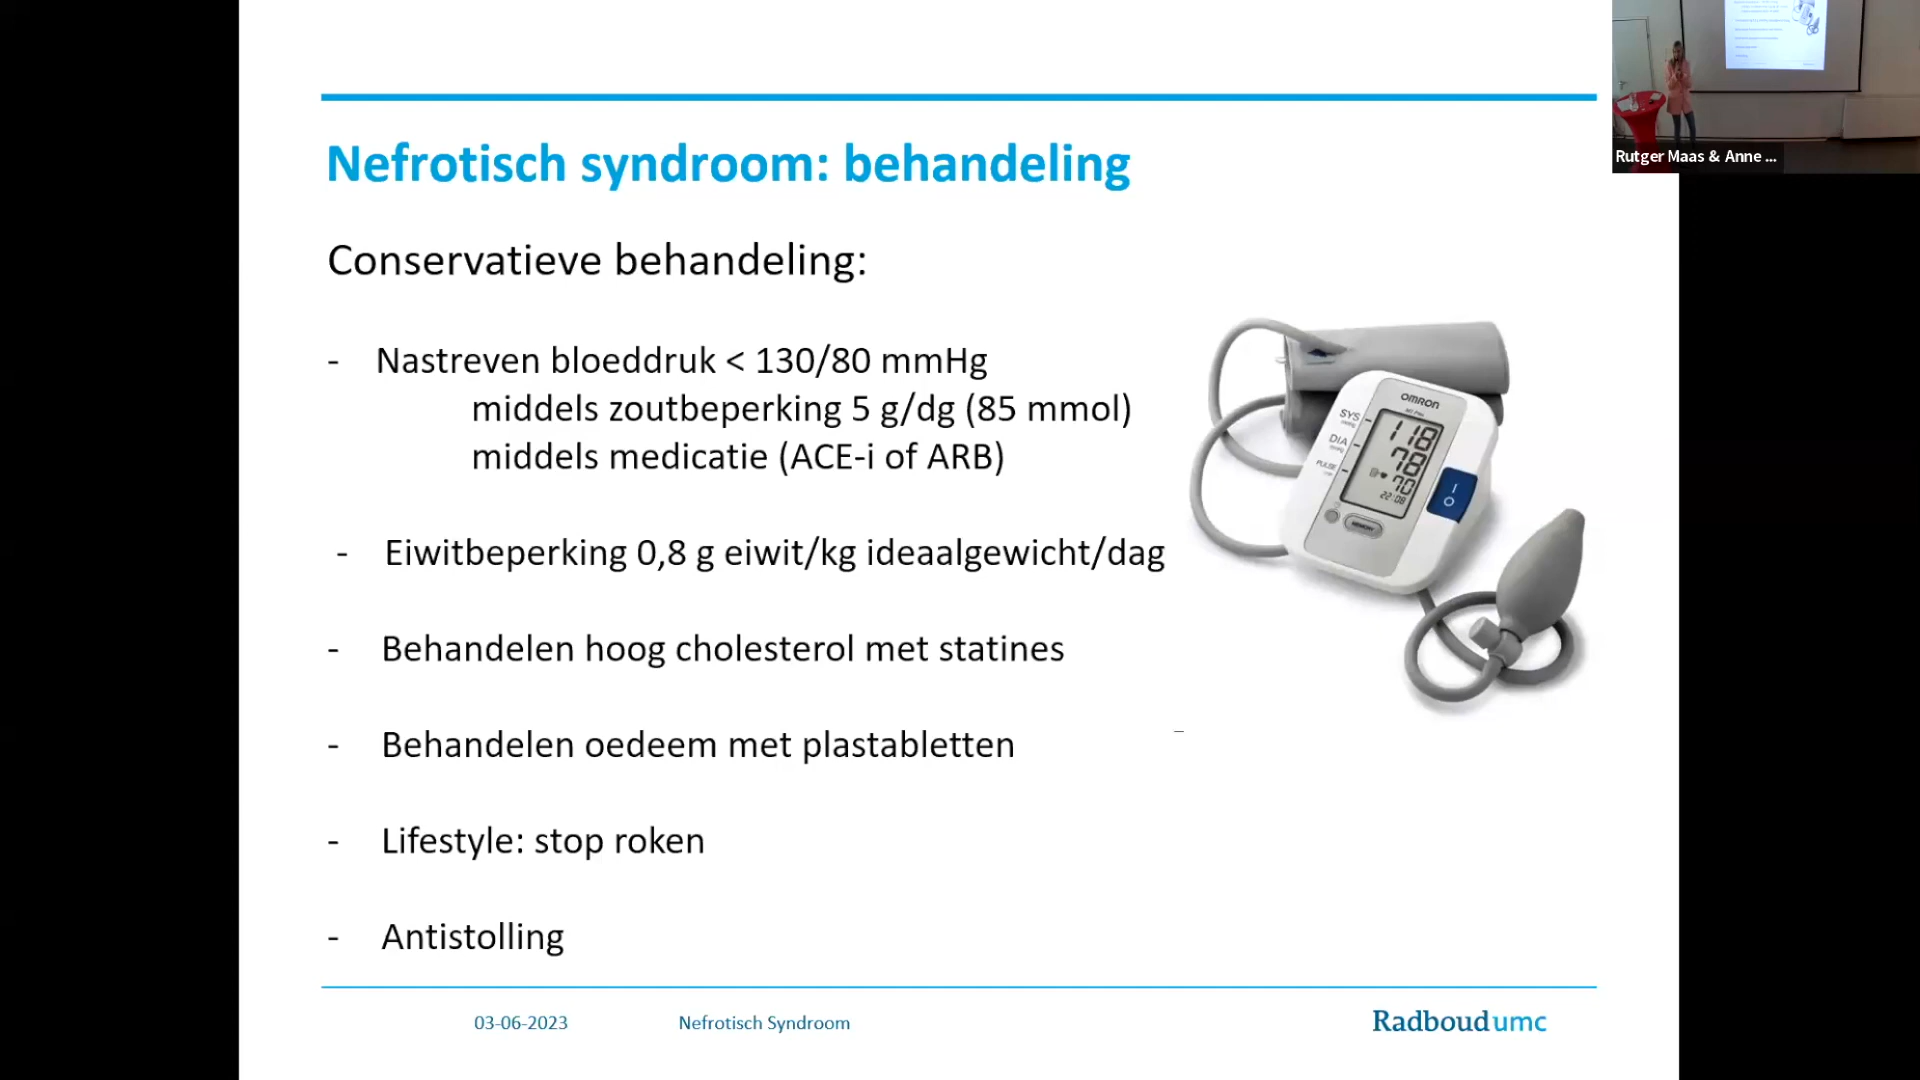 Nefrotisch syndroom: behandeling
Conservatieve behandeling:
- Nastreven bloeddruk < 130/80 mmHg
middels zoutbeperking 5 g/dg (85 mmol)
middels medicatie (ACE-i of ARB)
- Eiwitbeperking 0,8 g eiwit/kg ideaalgewicht/dag
- Behandelen hoog cholesterol met statines
- Behandelen oedeem met plastabletten
- Lifestyle: stop roken
- Antistolling
OMRON
SYS
118
DIA
78
PULSE
70
22:08
MEMORY
03-06-2023
Nefrotisch Syndroom
Radboudumc
Rutger Maas & Anne ...